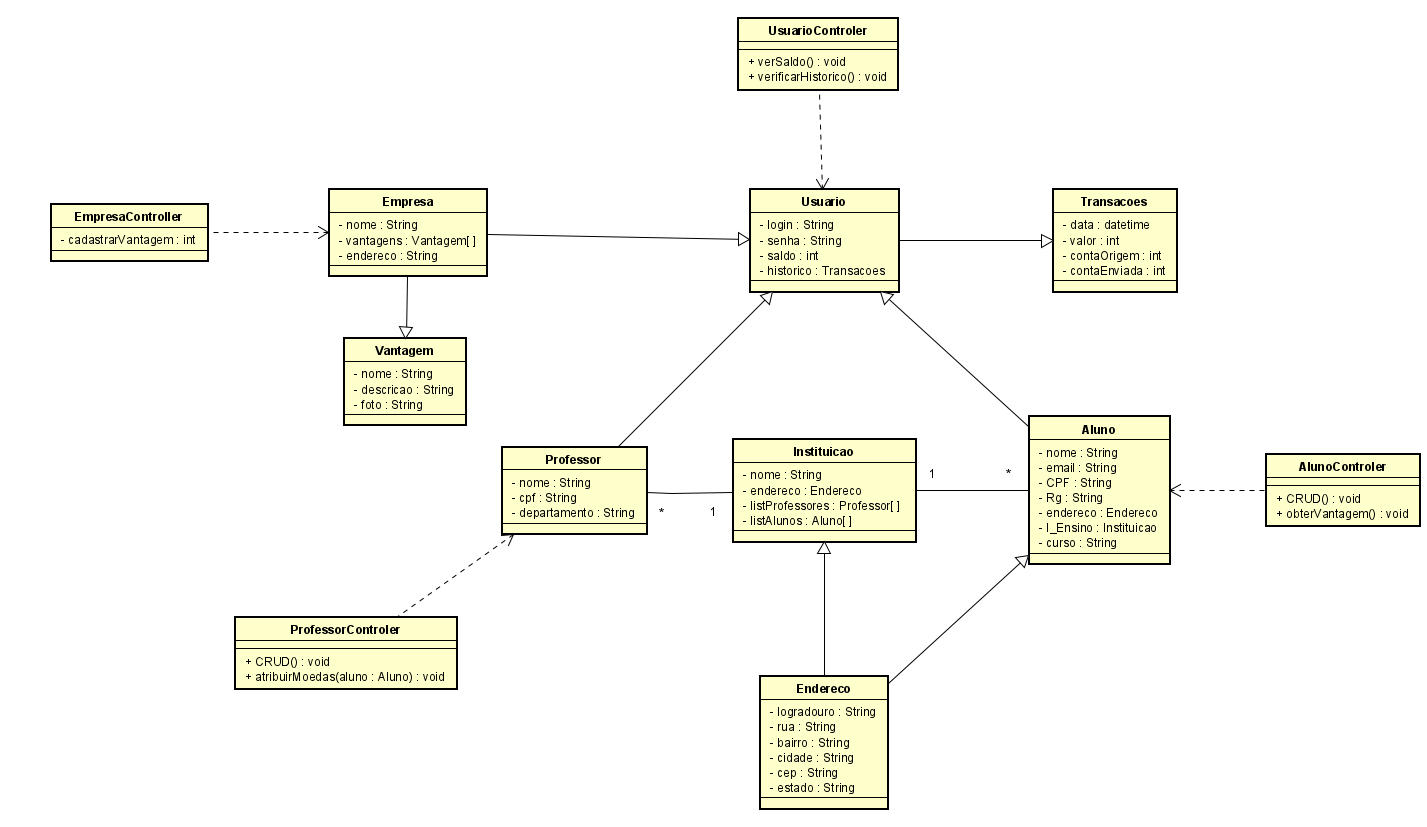 UsuarioControler
+ verSaldo() : void
+ verificarHistorico() : void
EmpresaController
- cadastrarVantagem : int
Empresa
- nome : String
- vantagens : Vantagem[ ]
- endereco : String
Usuario
- login : String
- senha : String
- saldo : int
- historico : Transacoes
Transacoes
- data : datetime
- valor : int
- contaOrigem : int
- contaEnviada : int
Vantagem
- nome : String
- descricao : String
- foto : String
Professor
- nome : String
- cpf : String
- departamento : String
* 1
Instituicao
- nome : String
- endereco : Endereco
- listProfessores : Professor[ ]
- listAlunos : Aluno[ ]
1 *
Aluno
- nome : String
- email : String
- CPF : String
- Rg : String
- endereco : Endereco
- I_Ensino : Instituicao
- curso : String
AlunoControler
+ CRUD() : void
+ obterVantagem() : void
ProfessorControler
+ CRUD() : void
+ atribuirMoedas(aluno : Aluno) : void
Endereco
- logradouro : String
- rua : String
- bairro : String
- cidade : String
- cep : String
- estado : String